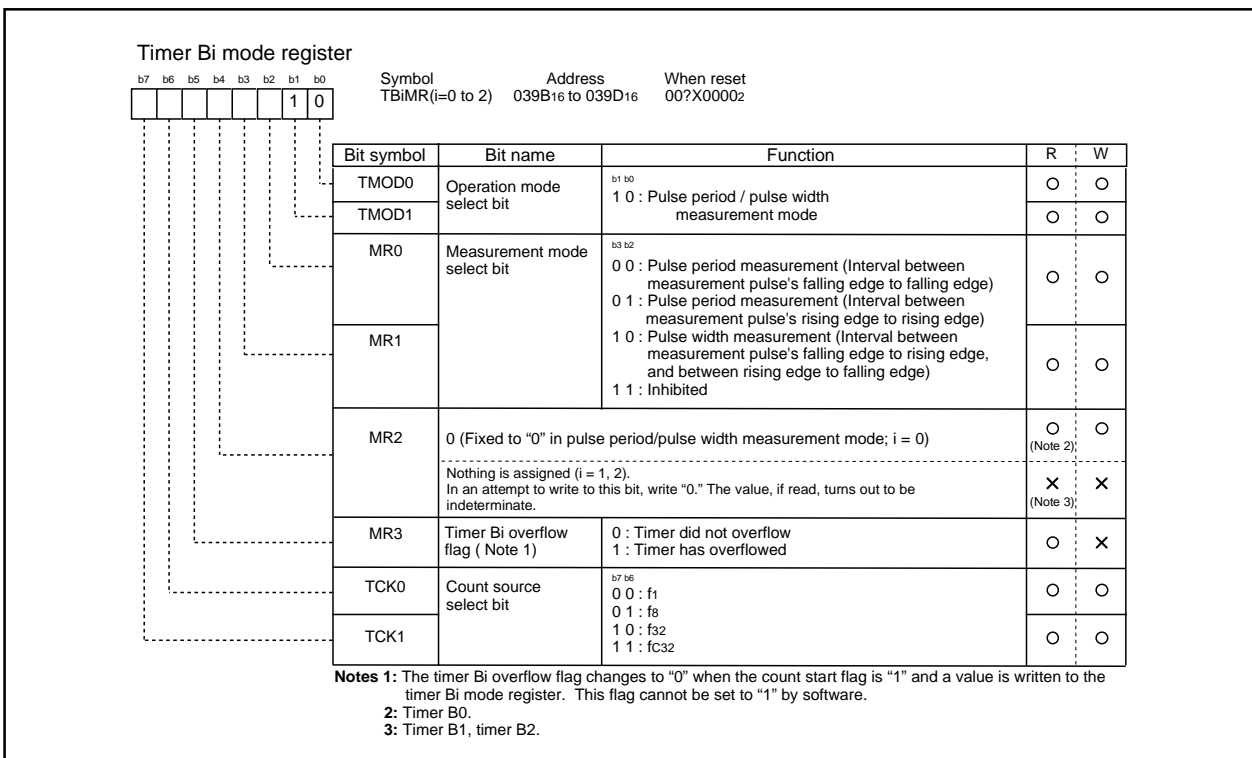 Timer Bi mode register
b7 b6 b5 b4 b3 b2 b1 b0
Symbol Address When reset
TBiMR(i=0 to 2) 039B16 to 039D16 00?X00002
1 0
Bit symbol Bit name Function R W
TMOD0
TMOD1
Operation mode
select bit
b1 b0
1 0 : Pulse period / pulse width
measurement mode
MR0
MR1
Measurement mode
select bit
b3 b2
0 0 : Pulse period measurement (Interval between
measurement pulse's falling edge to falling edge)
0 1 : Pulse period measurement (Interval between
measurement pulse's rising edge to rising edge)
1 0 : Pulse width measurement (Interval between
measurement pulse's falling edge to rising edge,
and between rising edge to falling edge)
1 1 : Inhibited
MR2
0 (Fixed to “0” in pulse period/pulse width measurement mode; i = 0)
(Note 2)
Nothing is assigned (i = 1, 2).
In an attempt to write to this bit, write “0.” The value, if read, turns out to be
indeterminate.
(Note 3)
MR3
Timer Bi overflow
flag ( Note 1)
0 : Timer did not overflow
1 : Timer has overflowed
TCK0
TCK1
Count source
select bit
b7 b6
0 0 : f1
0 1 : f8
1 0 : f32
1 1 : fC32
Notes 1: The timer Bi overflow flag changes to “0” when the count start flag is “1” and a value is written to the
timer Bi mode register. This flag cannot be set to “1” by software.
2: Timer B0.
3: Timer B1, timer B2.